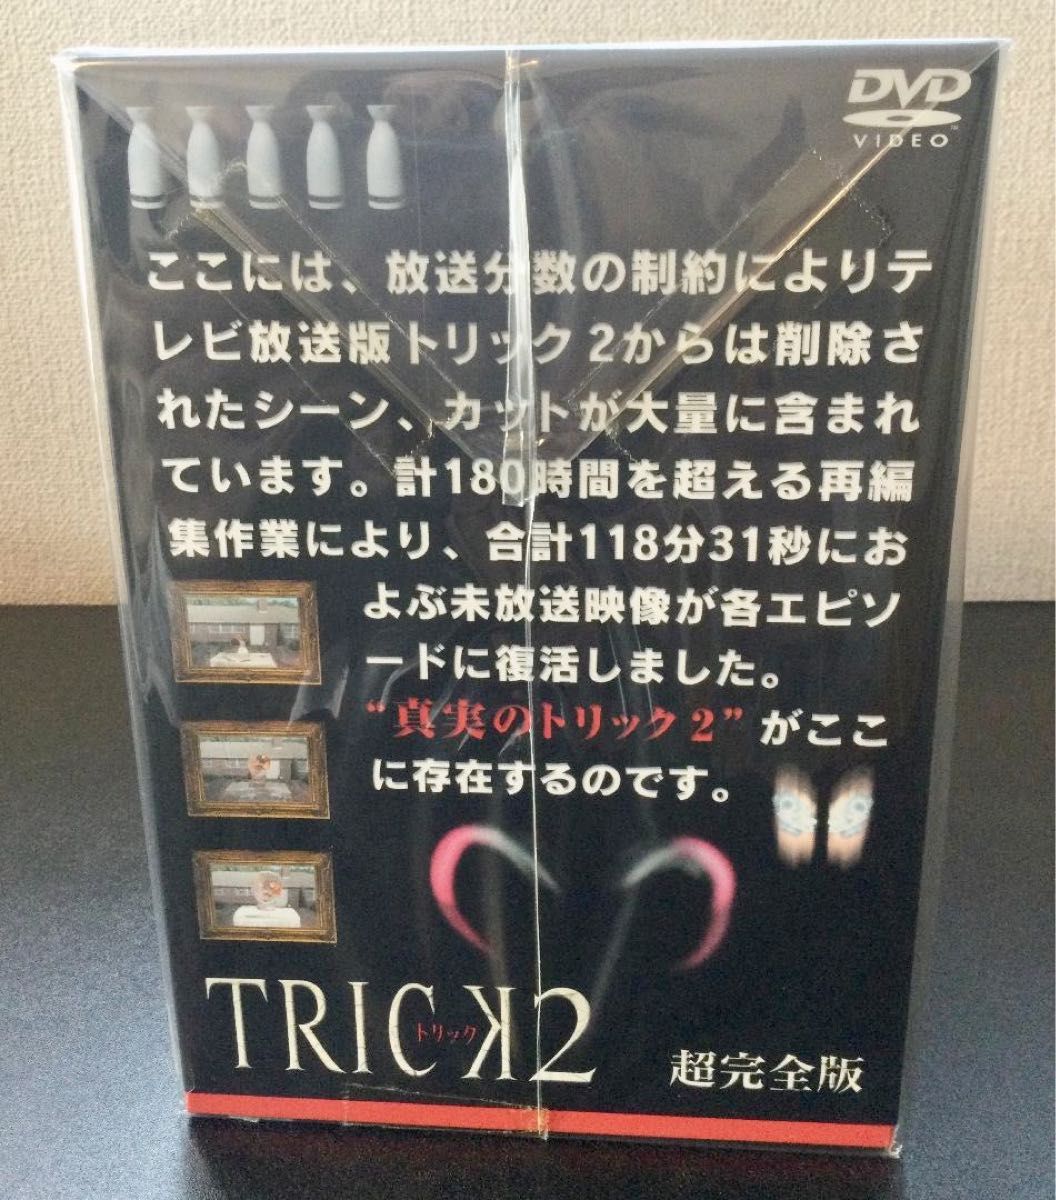 DVD
VIDEO
ここには、放送分数の制約によりテ
レビ放送版トリック2からは削除さ
れたシーン、カットが大量に含まれ
ています。計180時間を超える再編
集作業により、合計118分31秒にお
よぶ未放送映像が各エピソ
ードに復活しました。
“真実のトリック2”がここ
に存在するのです。
TRICK2
トリック
超完全版